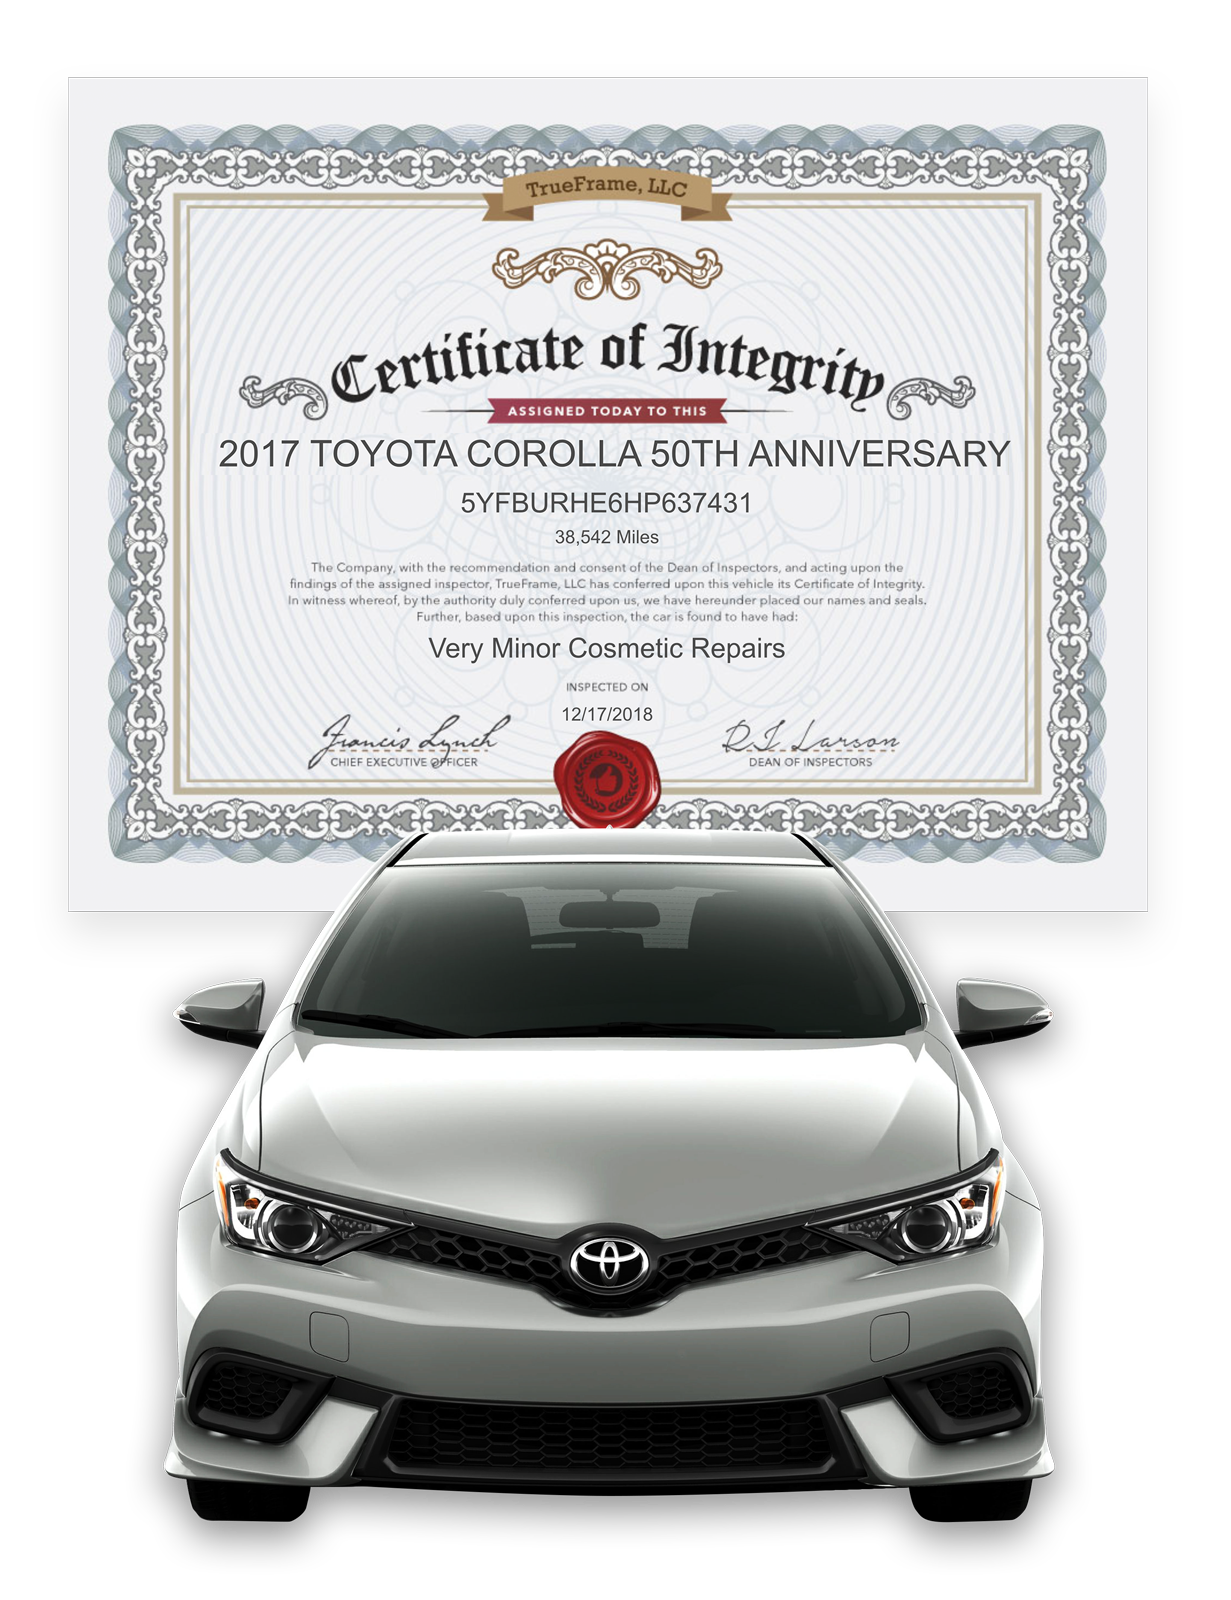 TrueFrame, LLC
Certificate of Integrity
ASSIGNED TODAY TO THIS
2017 TOYOTA COROLLA 50TH ANNIVERSARY
5YFBURHE6HP637431
38,542 Miles
The Company, with the recommendation and consent of the Dean of Inspectors, and acting upon the
findings of the assigned inspector, TrueFrame, LLC has conferred upon this vehicle its Certificate of Integrity.
In witness whereof, by the authority duly conferred upon us, we have hereunder placed our names and seals.
Further, based upon this inspection, the car is found to have had:
Very Minor Cosmetic Repairs
INSPECTED ON
12/17/2018
Francis Lynch
CHIEF EXECUTIVE OFFICER
R.I. Larson
DEAN OF INSPECTORS